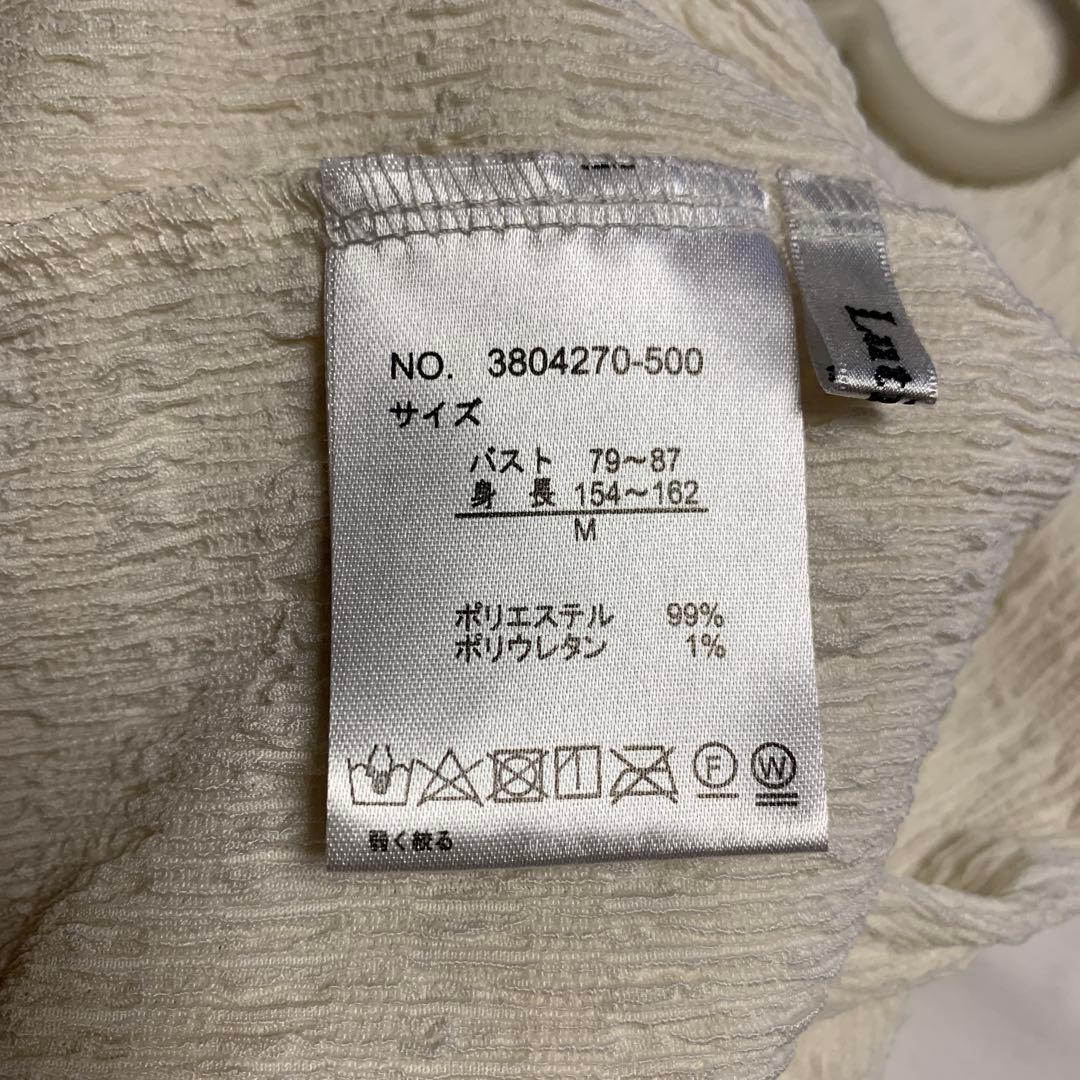 NO. 3804270-500
サイズ
バスト 79〜87
身 長 154〜162
M
ポリエステル 99%
ポリウレタン 1%
F W
弱く絞る